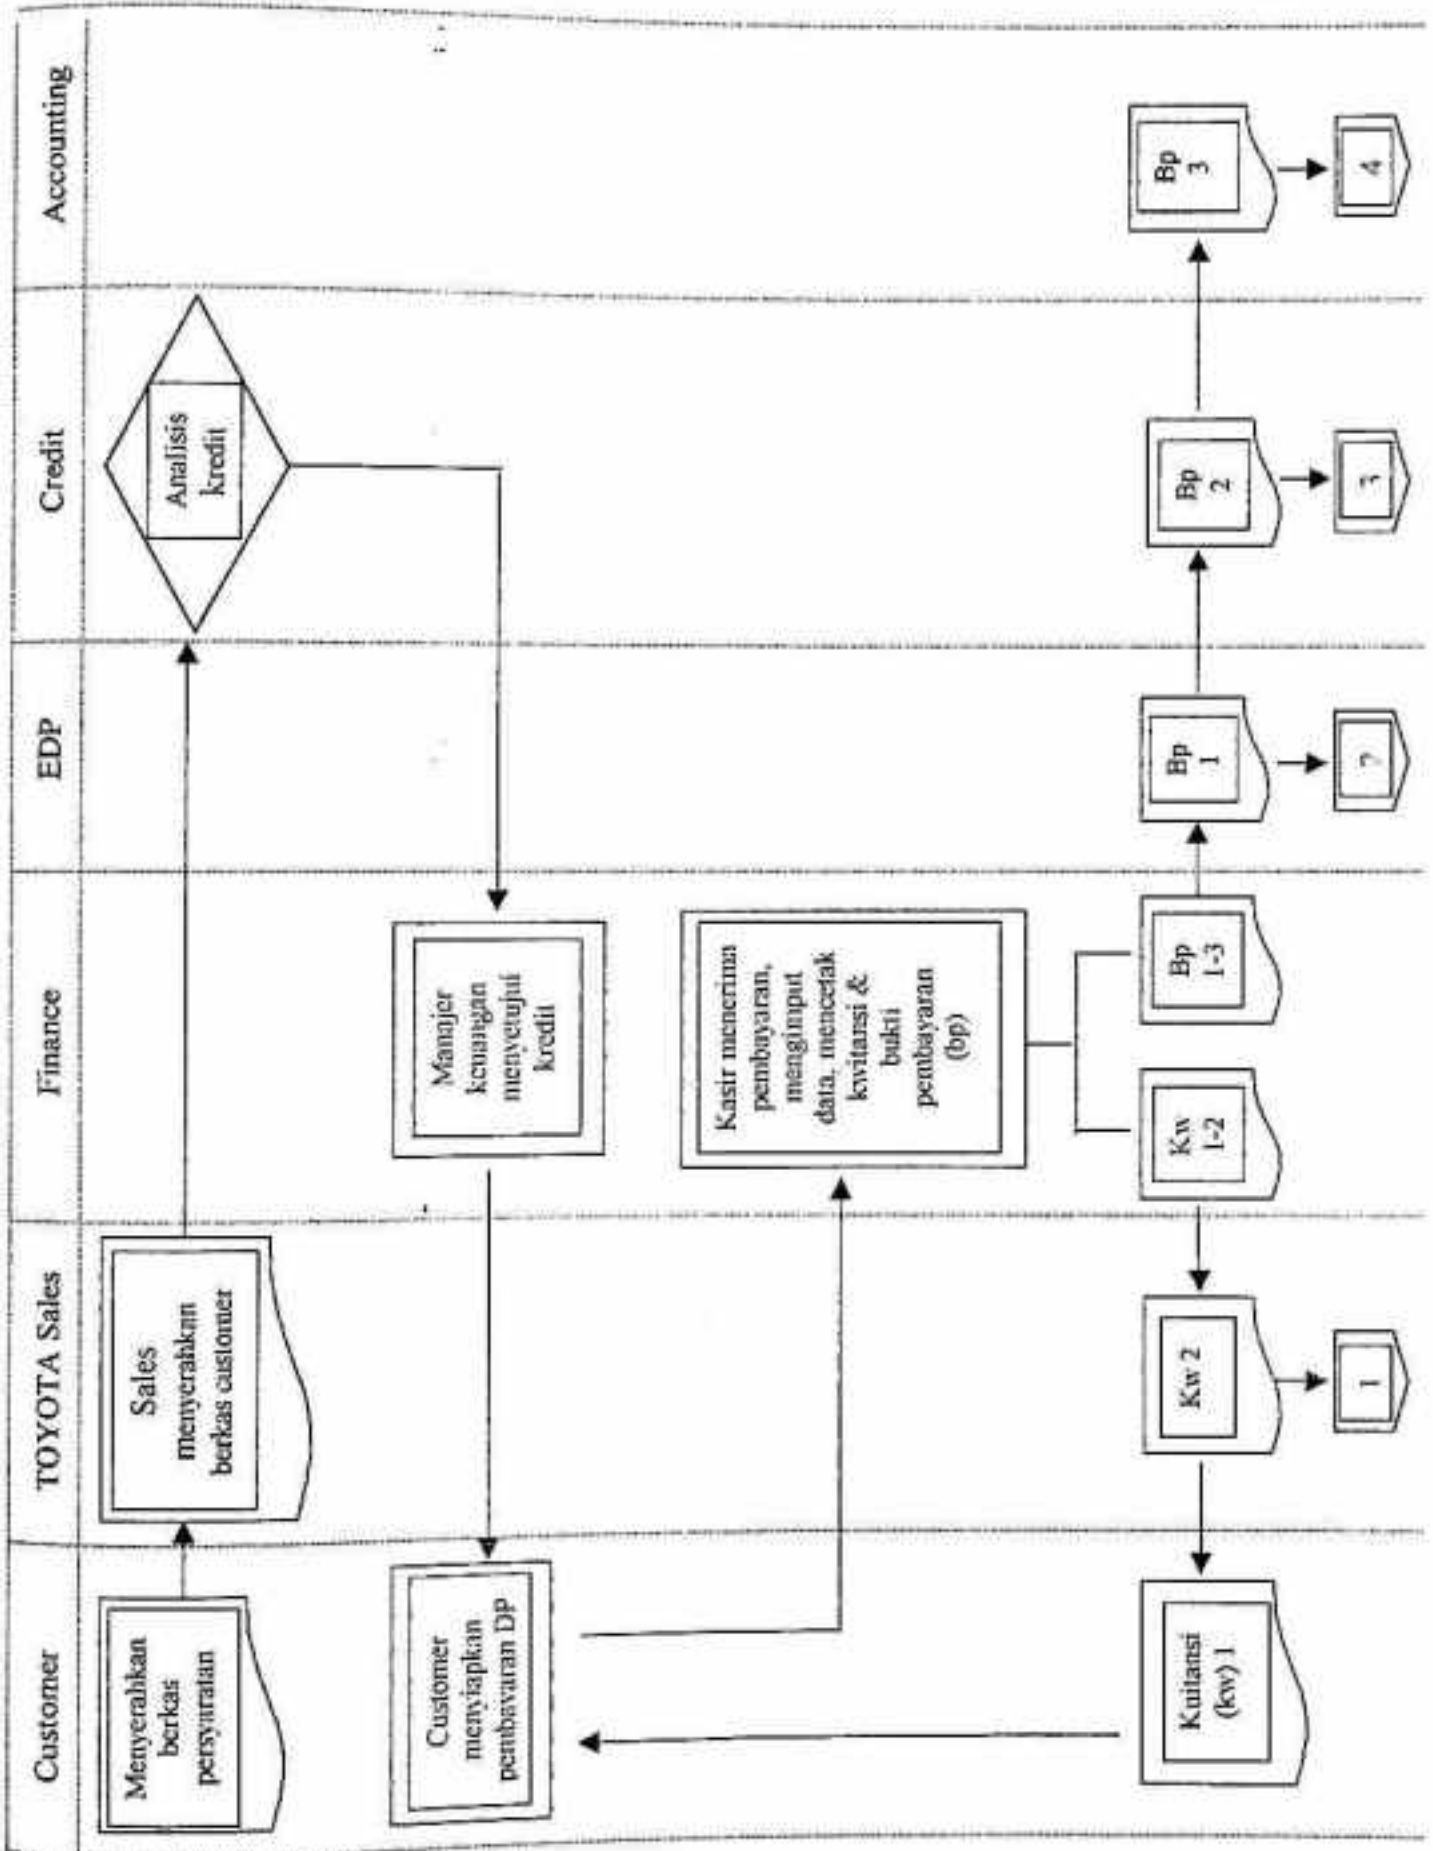 Customer
TOYOTA Sales
Finance
EDP
Credit
Accounting
Menyerahkan
berkas
persyaratan
Sales
menyerahkan
berkas customer
Analisis
kredit
Customer
menyiapkan
pembayaran DP
Manajer
keuangan
menyetujui
kredit
Kasir menerima
pembayaran,
mengimput
data, mencetak
kwitansi &
bukti
pembayaran
(bp)
Kuitansi
(kw) 1
Kw 2
Kw
1-2
Bp
1-3
Bp
1
Bp
2
Bp
3
1
3
4